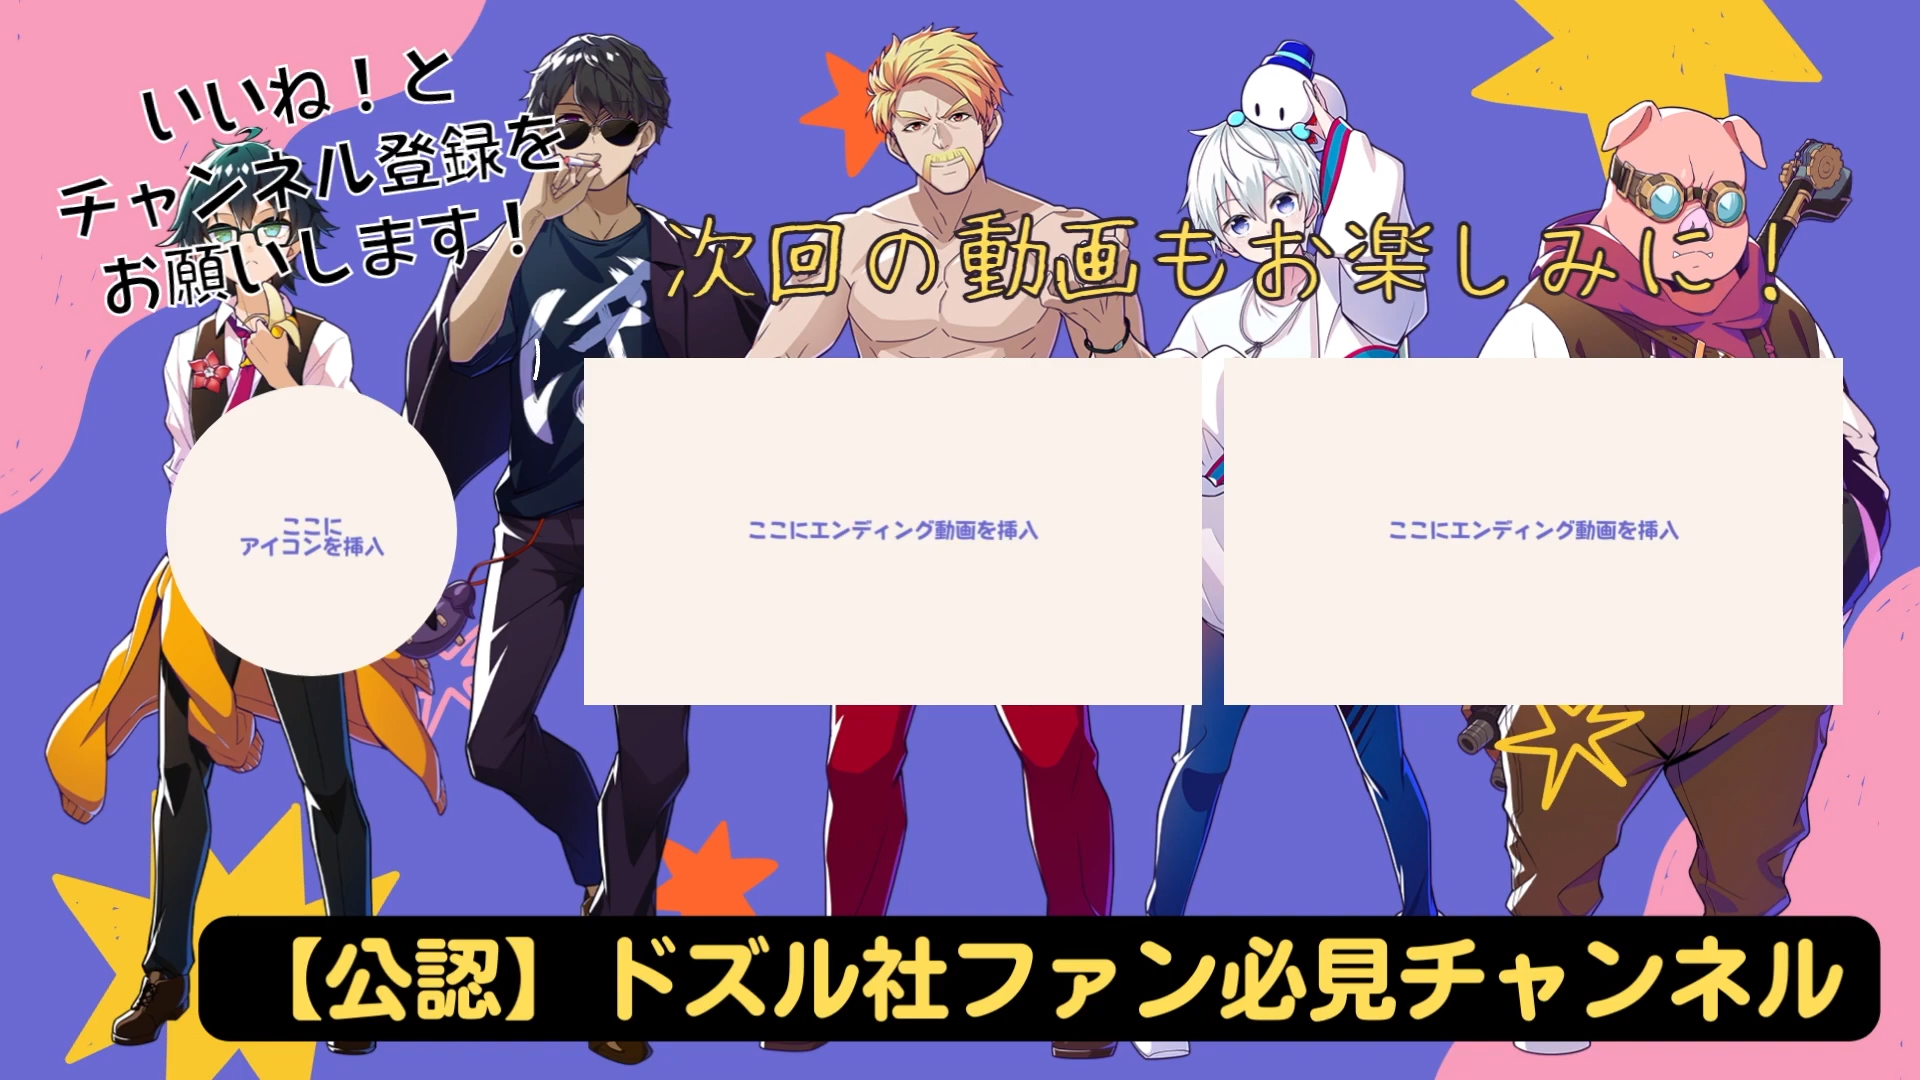 いいね！と
チャンネル登録を
お願いします！
次回の動画もお楽しみに！
ここに
アイコンを挿入
ここにエンディング動画を挿入
ここにエンディング動画を挿入
【公認】ドズル社ファン必見チャンネル